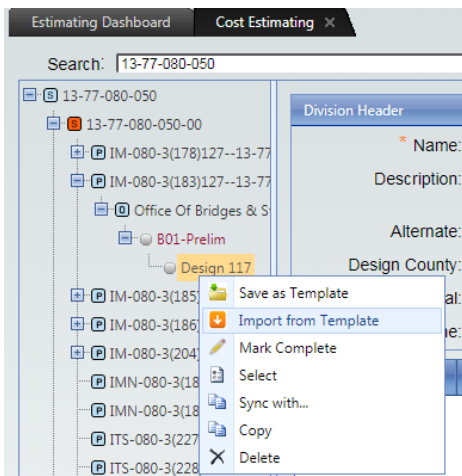 Estimating Dashboard Cost Estimating ×
Search: 13-77-080-050
S 13-77-080-050
S 13-77-080-050-00
P IM-080-3(178)127--13-77
P IM-080-3(183)127--13-77
O Office Of Bridges & S
B01-Prelim
Design 117
P IM-080-3(185)
P IM-080-3(186)
P IM-080-3(204)
P IMN-080-3(18
P IMN-080-3(18
P ITS-080-3(227
P ITS-080-3(228
Division Header
* Name:
Description:
Alternate:
Design County:
al:
ne:
Save as Template
Import from Template
Mark Complete
Select
Sync with...
Copy
Delete